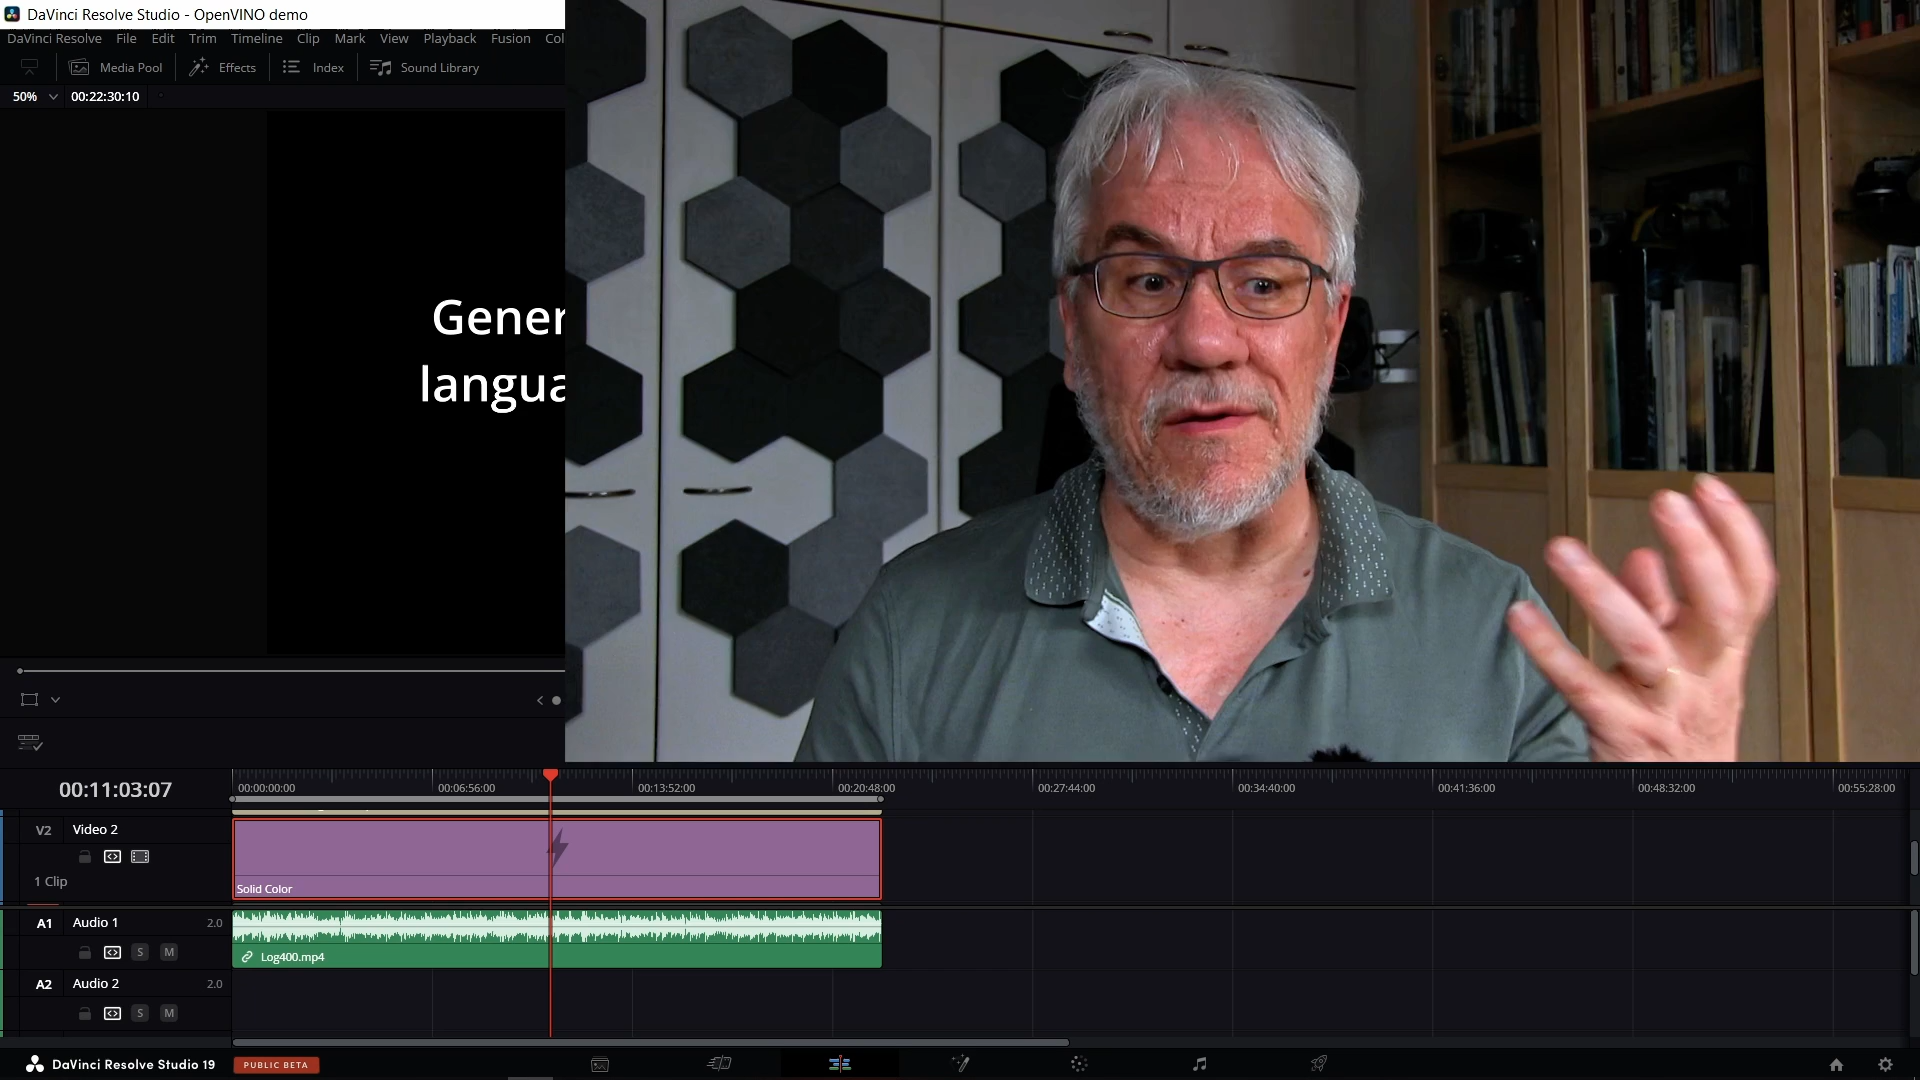 DaVinci Resolve Studio - OpenVINO demo
DaVinci Resolve File Edit Trim Timeline Clip Mark View Playback Fusion Col
Media Pool Effects Index Sound Library
50% 00:22:30:10
Gener
langua
00:11:03:07
00:00:00:00 00:06:56:00 00:13:52:00 00:20:48:00 00:27:44:00 00:34:40:00 00:41:36:00 00:48:32:00 00:55:28:00
V2 Video 2
1 Clip
Solid Color
A1 Audio 1 2.0
S M
Log400.mp4
A2 Audio 2 2.0
S M
DaVinci Resolve Studio 19 PUBLIC BETA